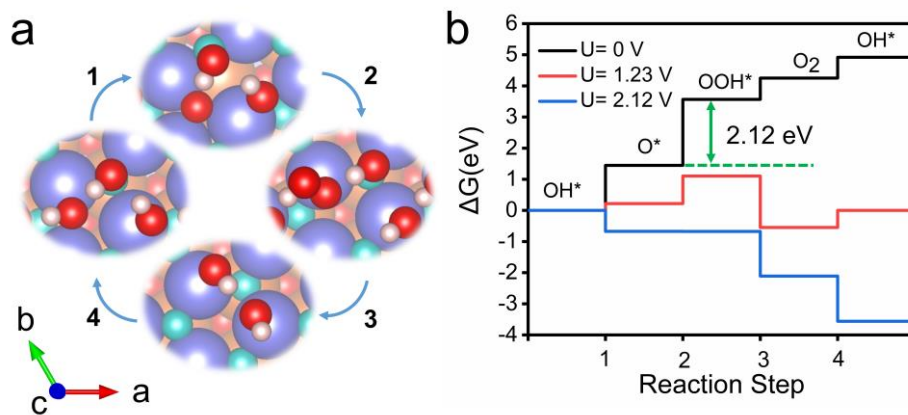 a
1
2
3
4
b
a
c
b
ΔG(eV)
6
5
4
3
2
1
0
-1
-2
-3
-4
U= 0 V
U= 1.23 V
U= 2.12 V
OH*
O*
OOH*
O2
OH*
2.12 eV
1
2
3
4
Reaction Step